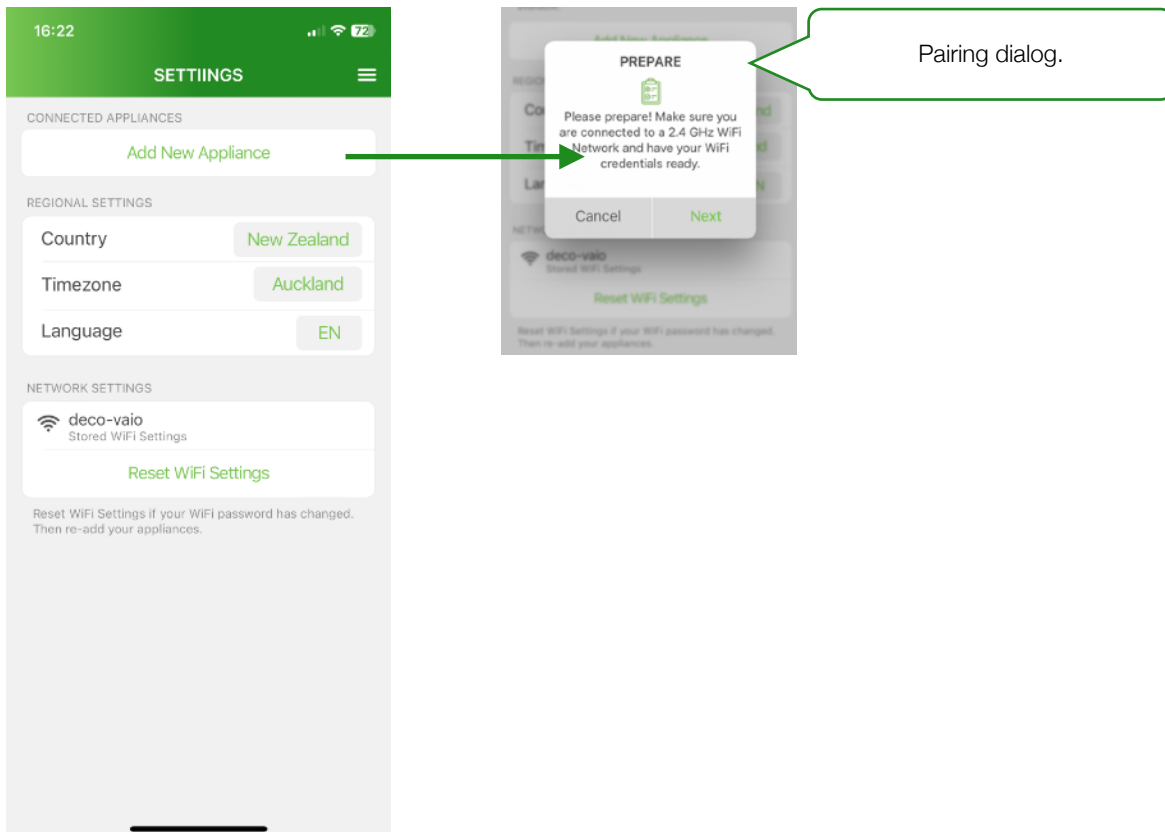 16:22
72
SETTIINGS
CONNECTED APPLIANCES
Add New Appliance
REGIONAL SETTINGS
Country
New Zealand
Timezone
Auckland
Language
EN
NETWORK SETTINGS
deco-vaio
Stored WiFi Settings
Reset WiFi Settings
Reset WiFi Settings if your WiFi password has changed.
Then re-add your appliances.
Add New Appliance
PREPARE
Please prepare! Make sure you
are connected to a 2.4 GHz WiFi
Network and have your WiFi
credentials ready.
Cancel
Next
deco-vaio
Stored WiFi Settings
Reset WiFi Settings
Reset WiFi Settings if your WiFi password has changed.
Then re-add your appliances.
Pairing dialog.